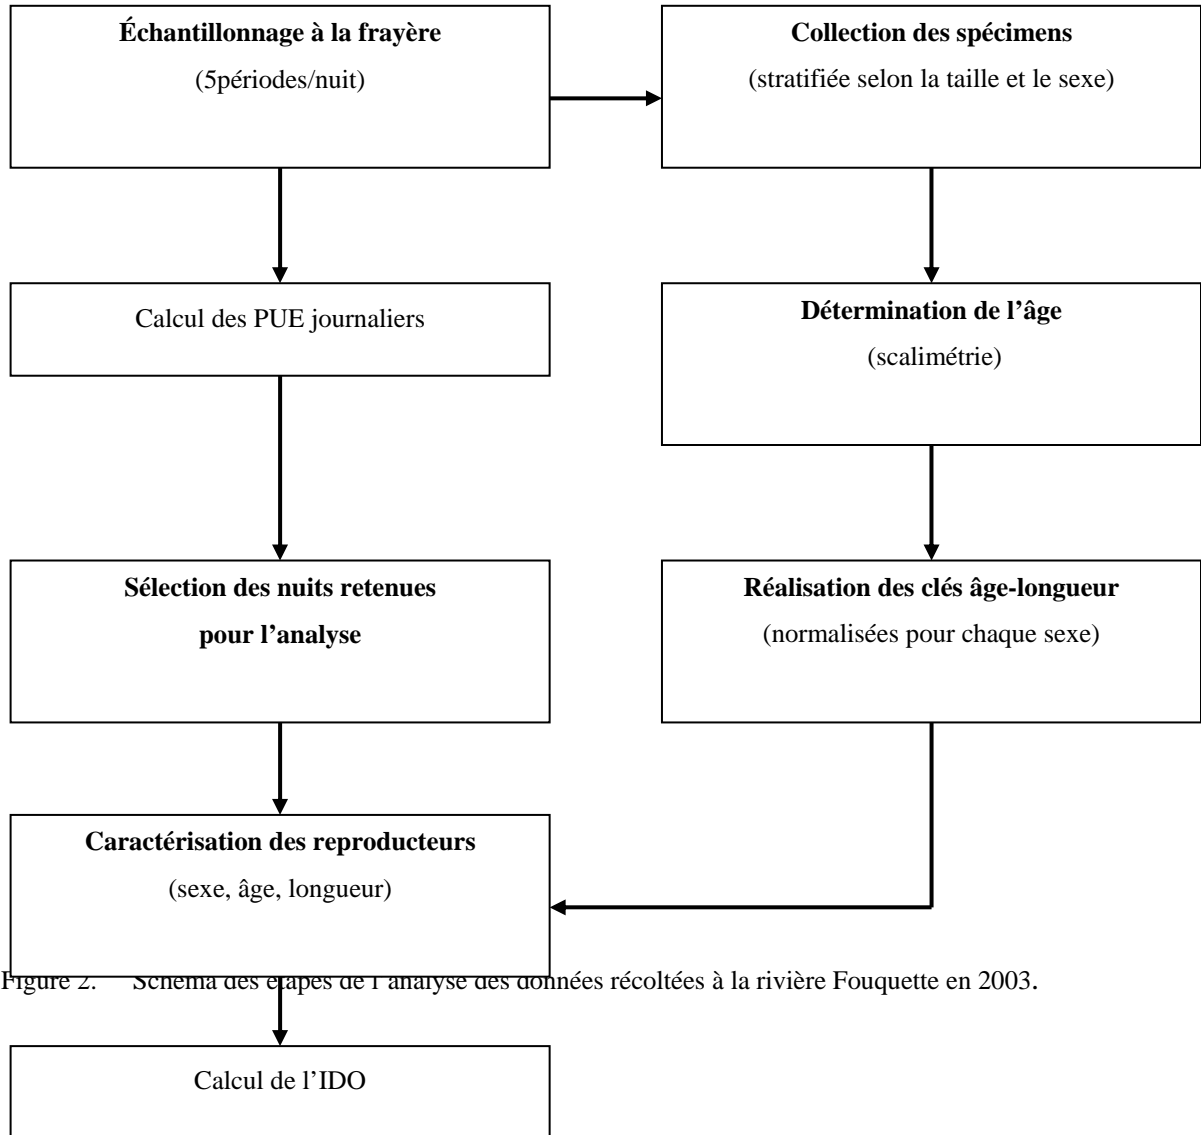 Échantillonnage à la frayère
(5périodes/nuit)
Collection des spécimens
(stratifiée selon la taille et le sexe)
Calcul des PUE journaliers
Détermination de l’âge
(scalimétrie)
Sélection des nuits retenues
pour l’analyse
Réalisation des clés âge-longueur
(normalisées pour chaque sexe)
Caractérisation des reproducteurs
(sexe, âge, longueur)
Figure 2. Schéma des étapes de l’analyse des données récoltées à la rivière Fouquette en 2003.
Calcul de l’IDO